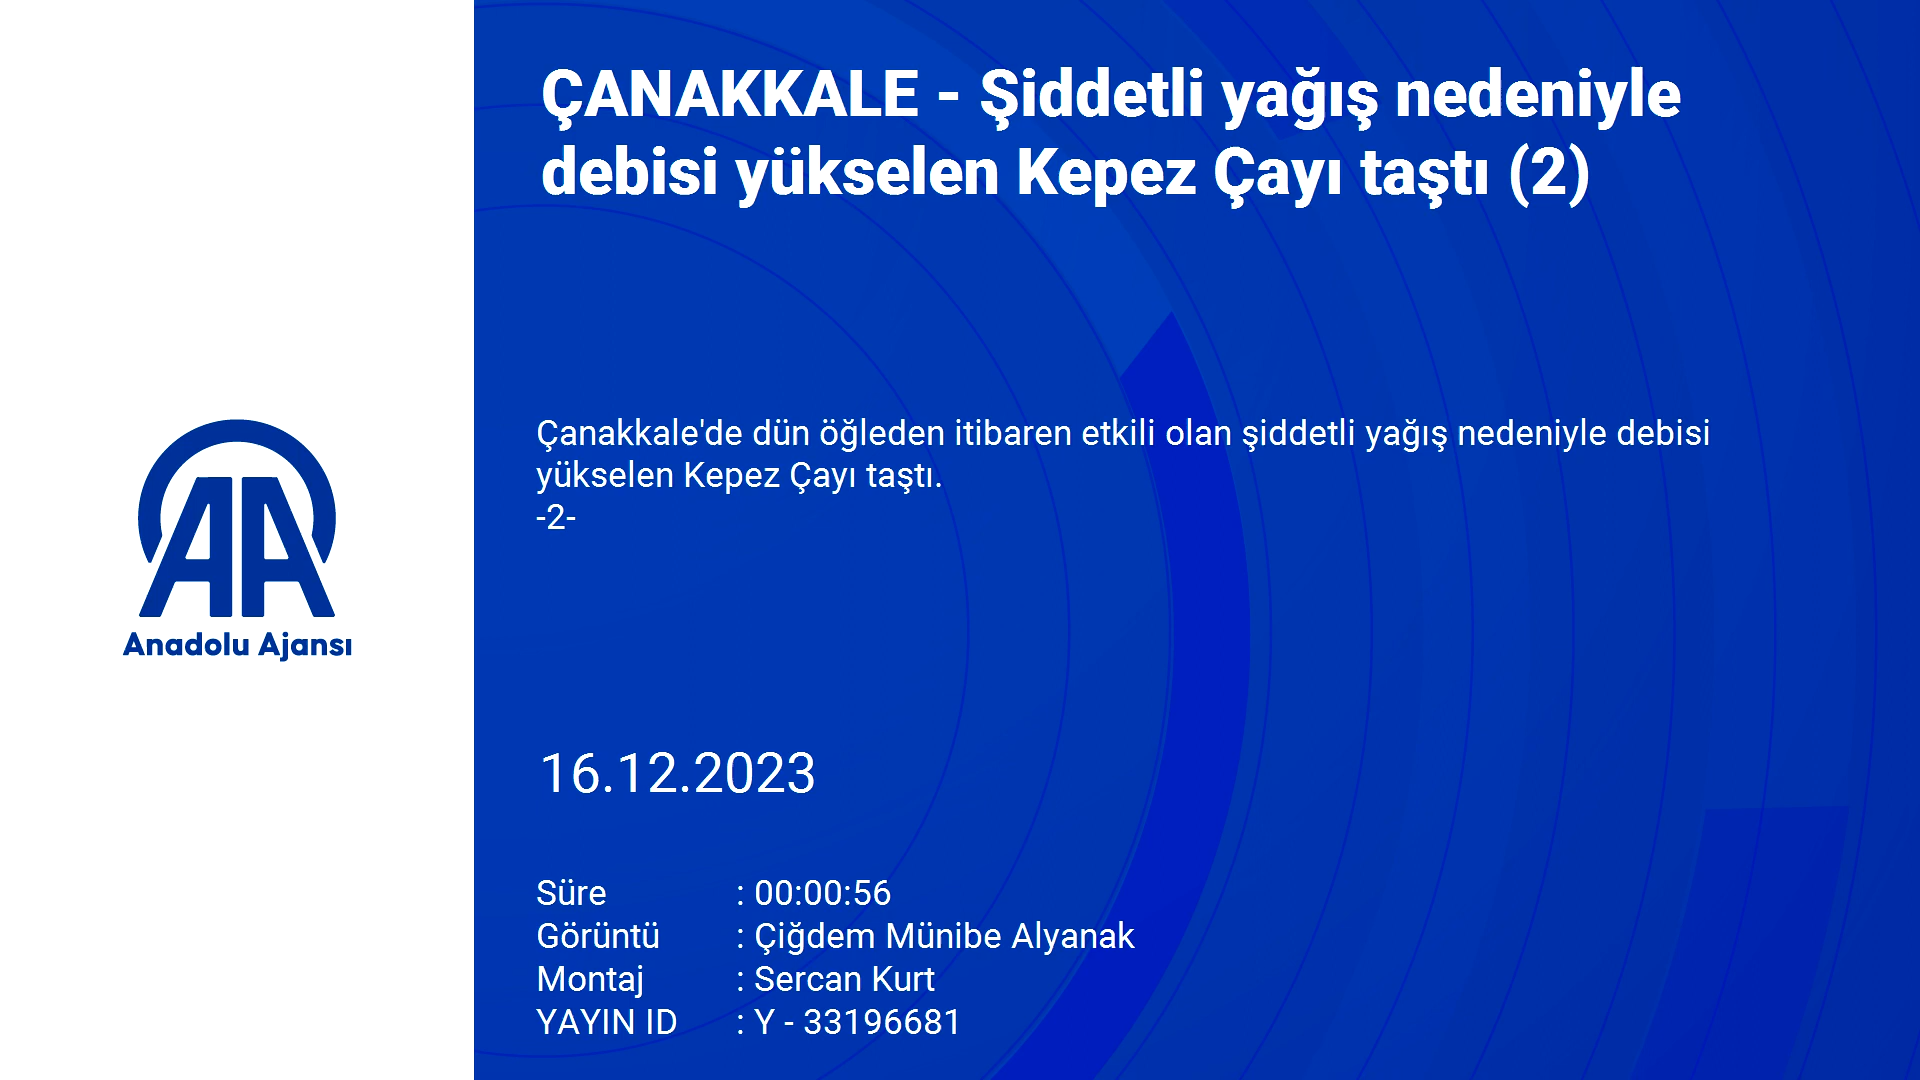 ÇANAKKALE - Şiddetli yağış nedeniyle
debisi yükselen Kepez Çayı taştı (2)
Çanakkale'de dün öğleden itibaren etkili olan şiddetli yağış nedeniyle debisi
yükselen Kepez Çayı taştı.
-2-
AA
Anadolu Ajansı
16.12.2023
Süre : 00:00:56
Görüntü : Çiğdem Münibe Alyanak
Montaj : Sercan Kurt
YAYIN ID : Y - 33196681